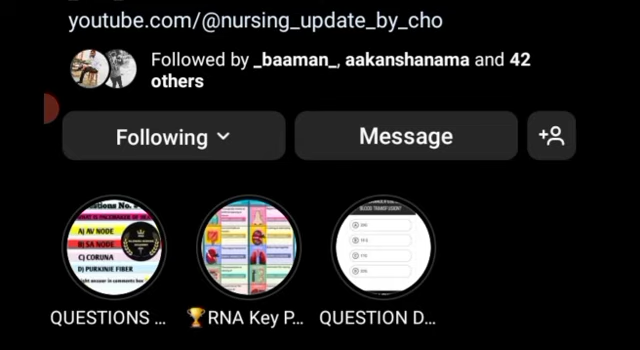 youtube.com/@nursing_update_by_cho
Followed by _baaman_, aakanshanama and 42
others
Following
Message
A) AV NODE
B) SA NODE
C) CORUNA
D) PURKINJE FIBER
QUESTIONS ...
🏆RNA Key P...
QUESTION D...